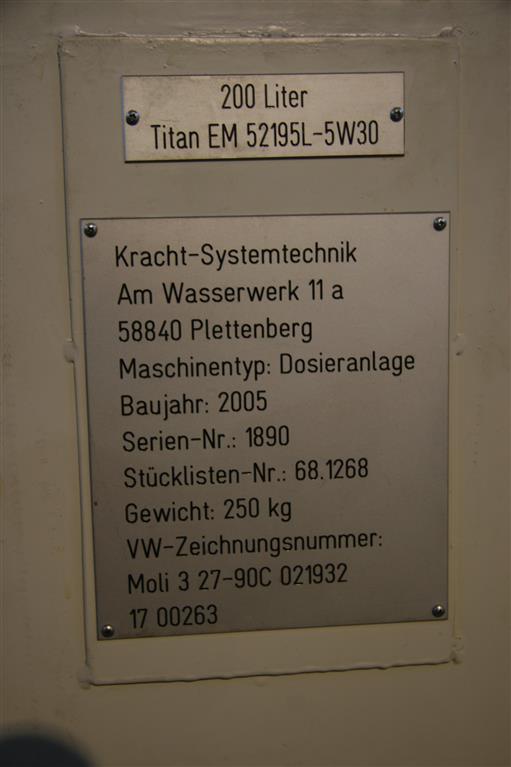 200 Liter
Titan EM 52195L-5W30
Kracht-Systemtechnik
Am Wasserwerk 11 a
58840 Plettenberg
Maschinentyp: Dosieranlage
Baujahr: 2005
Serien-Nr.: 1890
Stücklisten-Nr.: 68.1268
Gewicht: 250 kg
VW-Zeichnungsnummer:
Moli 3 27-90C 021932
17 00263